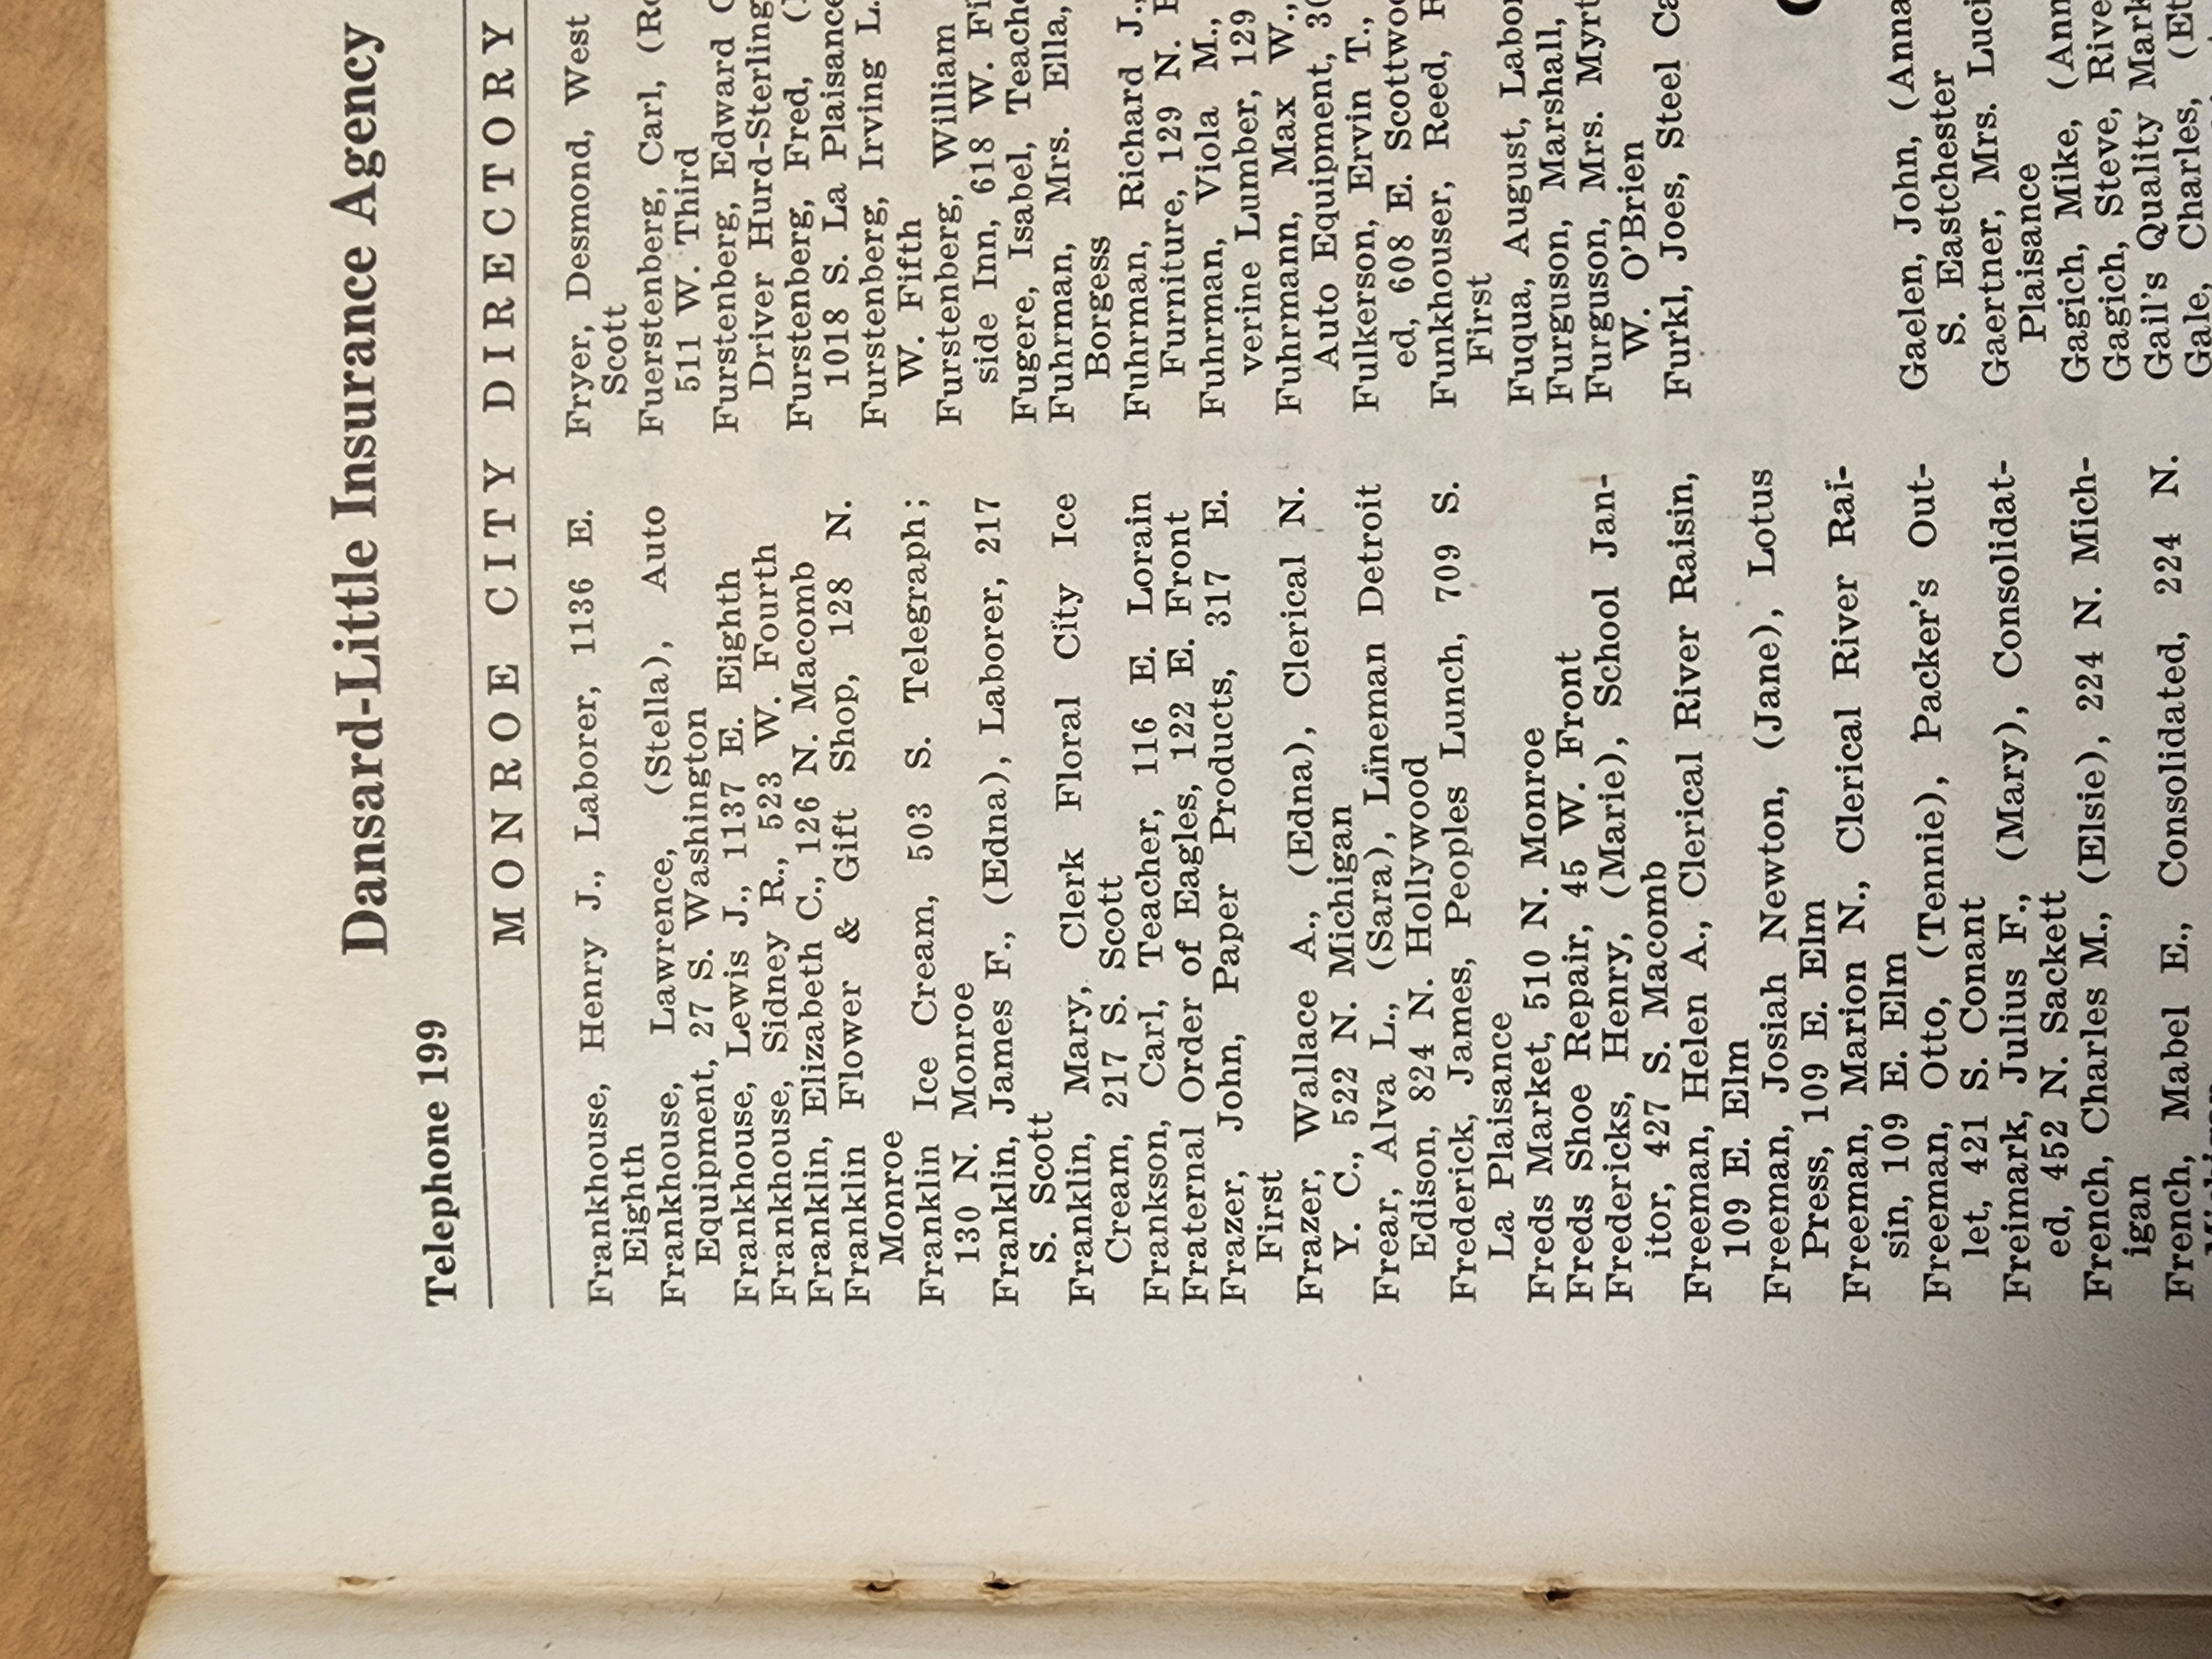 Dansard-Little Insurance Agency
Telephone 199
MONROE CITY DIRECTORY
Frankhouse, Henry J., Laborer, 1136 E.
Eighth
Frankhouse, Lawrence, (Stella), Auto
Equipment, 27 S. Washington
Frankhouse, Lewis J., 1137 E. Eighth
Frankhouse, Sidney R., 523 W. Fourth
Franklin, Elizabeth C., 126 N. Macomb
Franklin Flower & Gift Shop, 128 N.
Monroe
Franklin Ice Cream, 503 S. Telegraph;
130 N. Monroe
Franklin, James F., (Edna), Laborer, 217
S. Scott
Franklin, Mary, Clerk Floral City Ice
Cream, 217 S. Scott
Frankson, Carl, Teacher, 116 E. Lorain
Fraternal Order of Eagles, 122 E. Front
Frazer, John, Paper Products, 317 E.
First
Frazer, Wallace A., (Edna), Clerical N.
Y. C., 522 N. Michigan
Frear, Alva L., (Sara), Lineman Detroit
Edison, 824 N. Hollywood
Frederick, James, Peoples Lunch, 709 S.
La Plaisance
Freds Market, 510 N. Monroe
Freds Shoe Repair, 45 W. Front
Fredericks, Henry, (Marie), School Jan-
itor, 427 S. Macomb
Freeman, Helen A., Clerical River Raisin,
109 E. Elm
Freeman, Josiah Newton, (Jane), Lotus
Press, 109 E. Elm
Freeman, Marion N., Clerical River Rai-
sin, 109 E. Elm
Freeman, Otto, (Tennie), Packer's Out-
let, 421 S. Conant
Freimark, Julius F., (Mary), Consolidat-
ed, 452 N. Sackett
French, Charles M., (Elsie), 224 N. Mich-
igan
French, Mabel E., Consolidated, 224 N.
Fryer, Desmond, West
Scott
Fuerstenberg, Carl, (Ro
511 W. Third
Furstenberg, Edward
Driver Hurd-Sterling
Furstenberg, Fred,
1018 S. La Plaisance
Furstenberg, Irving L.
W. Fifth
Furstenberg, William
side Inn, 618 W. Fi
Fugere, Isabel, Teach
Fuhrman, Mrs. Ella,
Borgess
Fuhrman, Richard J.,
Furniture, 129 N.
Fuhrman, Viola M.,
verine Lumber, 129
Fuhrmann, Max W.,
Auto Equipment, 30
Fulkerson, Ervin T.,
ed, 608 E. Scottwoo
Funkhouser, Reed,
First
Fuqua, August, Labor
Furguson, Marshall,
Furguson, Mrs. Myrt
W. O'Brien
Furkl, Joes, Steel Ca
Gaelen, John, (Anna
S. Eastchester
Gaertner, Mrs. Luci
Plaisance
Gagich, Mike, (Ann
Gagich, Steve, Rive
Gail's Quality Mark
Gale, Charles, (Et